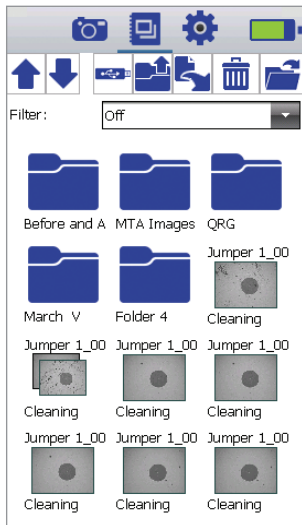 Filter: Off
Before and A MTA Images QRG
March V Folder 4
Jumper 1_00
Cleaning
Jumper 1_00 Jumper 1_00 Jumper 1_00
Cleaning Cleaning Cleaning
Jumper 1_00 Jumper 1_00 Jumper 1_00
Cleaning Cleaning Cleaning